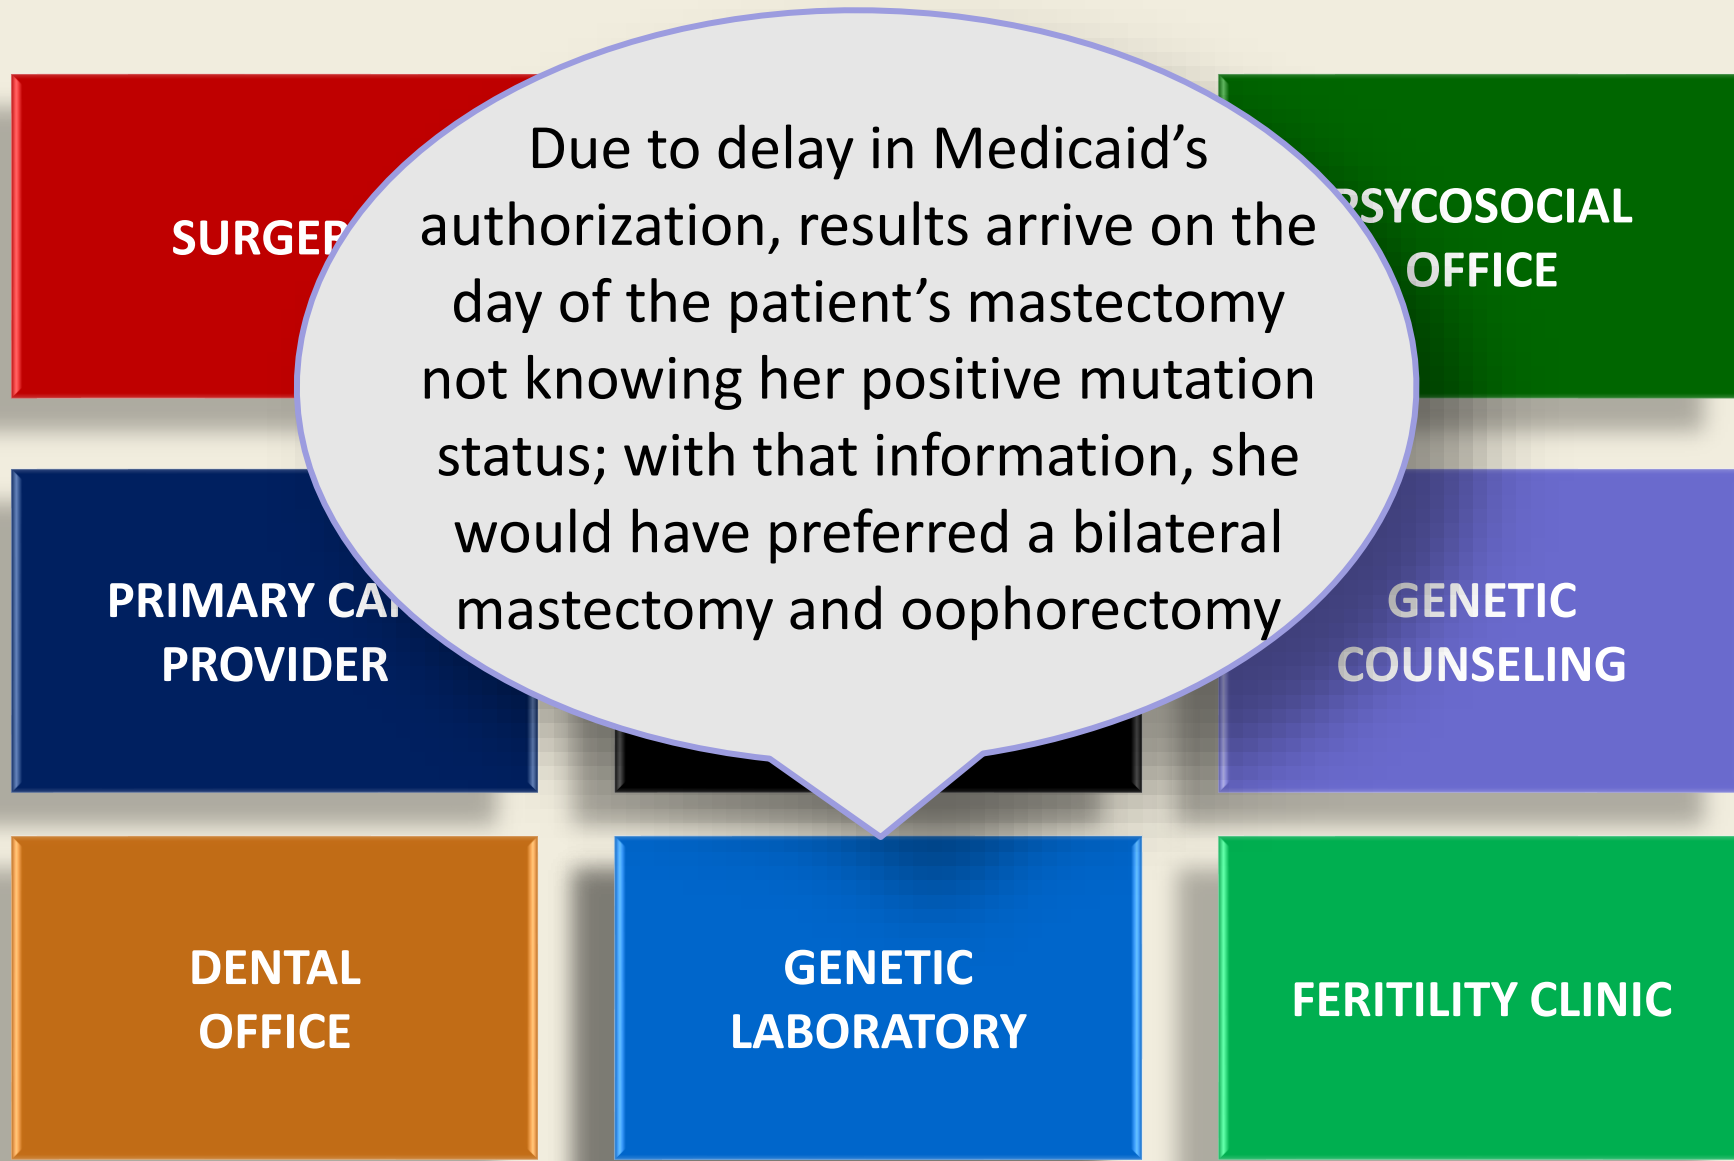 Due to delay in Medicaid’s
authorization, results arrive on the
day of the patient’s mastectomy
not knowing her positive mutation
status; with that information, she
would have preferred a bilateral
mastectomy and oophorectomy
PSYCOSOCIAL
OFFICE
PRIMARY
PROVIDER
GENETIC
COUNSELING
DENTAL
OFFICE
GENETIC
LABORATORY
FERITILITY CLINIC